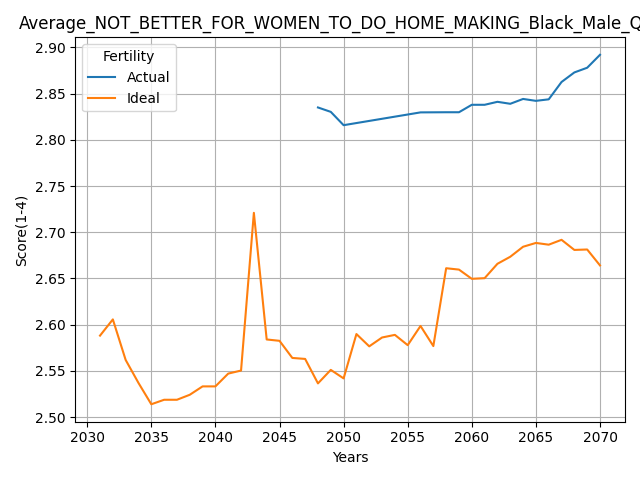 Average_NOT_BETTER_FOR_WOMEN_TO_DO_HOME_MAKING_Black_Male_Q
Fertility
Actual
Ideal
Score(1-4)
2.90
2.85
2.80
2.75
2.70
2.65
2.60
2.55
2.50
2030 2035 2040 2045 2050 2055 2060 2065 2070
Years